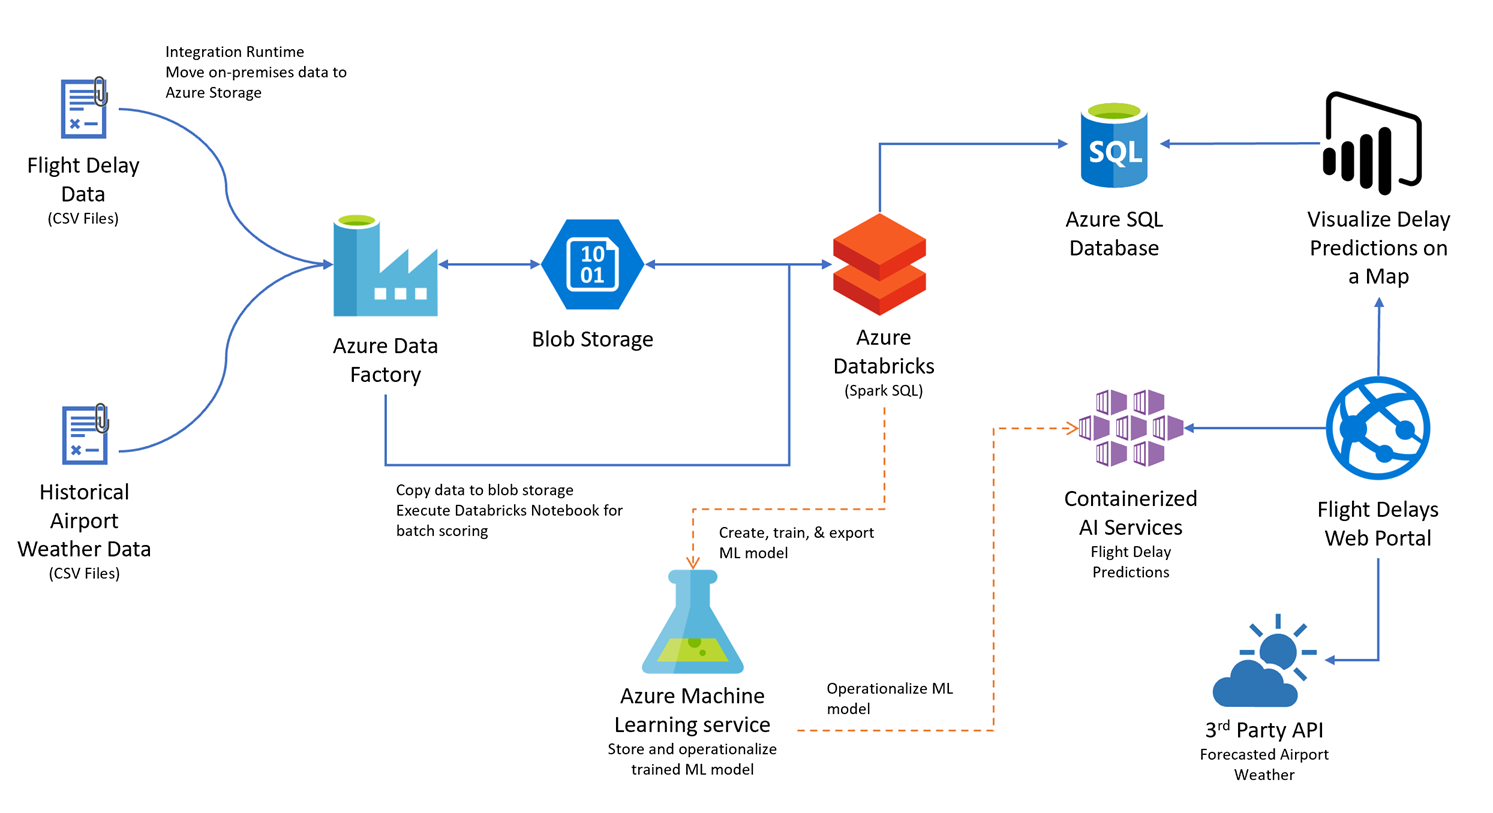 Integration Runtime
Move on-premises data to
Azure Storage
Flight Delay
Data
(CSV Files)
Historical
Airport
Weather Data
(CSV Files)
Azure Data
Factory
10
01
Blob Storage
Copy data to blob storage
Execute Databricks Notebook for
batch scoring
Azure
Databricks
(Spark SQL)
Create, train, & export
ML model
Azure Machine
Learning service
Store and operationalize
trained ML model
Operationalize ML
model
SQL
Azure SQL
Database
Visualize Delay
Predictions on
a Map
Containerized
AI Services
Flight Delay
Predictions
Flight Delays
Web Portal
3rd Party API
Forecasted Airport
Weather